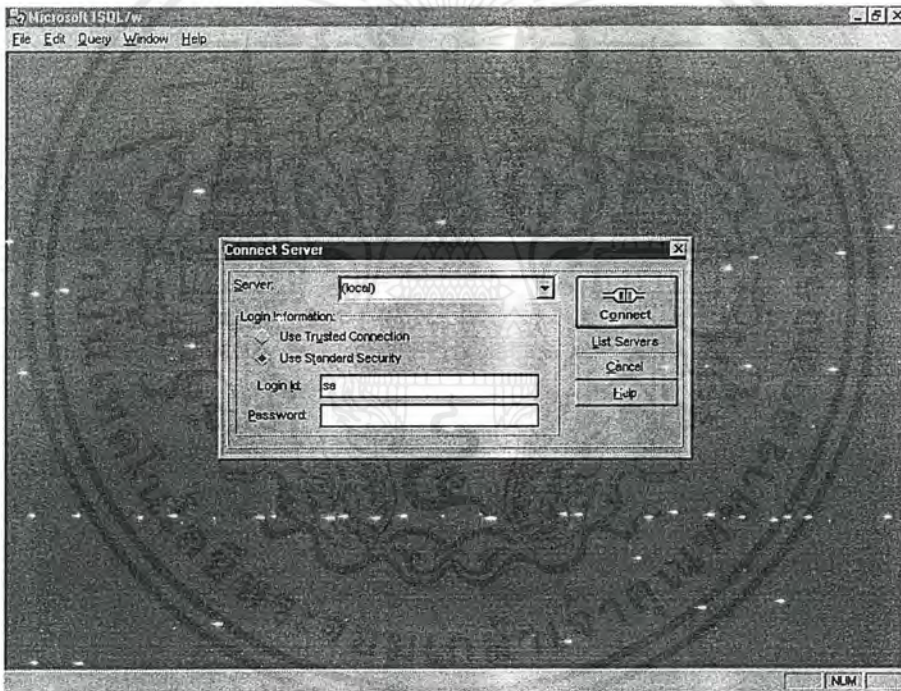 Microsoft ISQL/w
File Edit Query Window Help
Connect Server
Server:
(local)
Connect
Login Information:
Use Trusted Connection
Use Standard Security
List Servers
Cancel
Help
Login Id:
sa
Password:
NUM